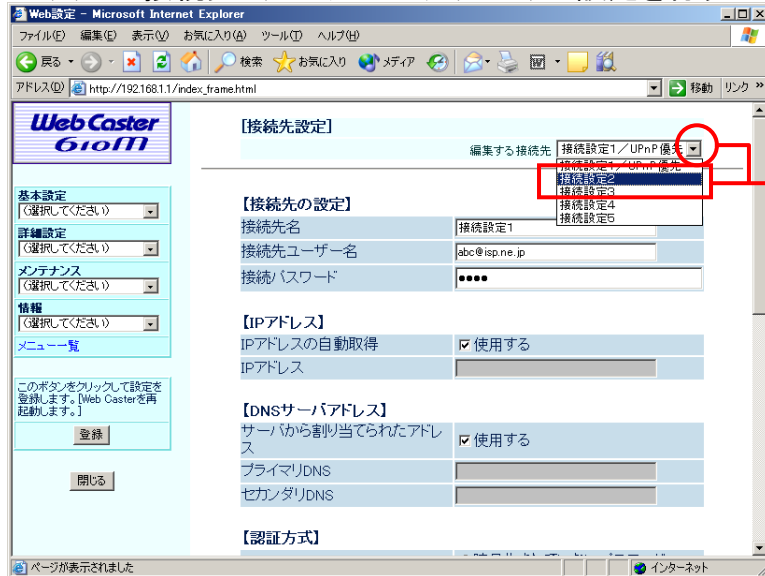 Web設定 - Microsoft Internet Explorer
ファイル(F) 編集(E) 表示(V) お気に入り(A) ツール(T) ヘルプ(H)
戻る 検索 お気に入り メディア
アドレス(D) http://192.168.1.1/index_frame.html 移動 リンク »
Web Caster
610M
基本設定
(選択してください)
詳細設定
(選択してください)
メンテナンス
(選択してください)
情報
(選択してください)
メニュー一覧
このボタンをクリックして設定を
登録します。[Web Casterを再
起動します。]
登録
閉じる
[接続先設定]
編集する接続先 接続設定1/UPnP優先
接続設定1/UPnP優先
接続設定2
接続設定3
接続設定4
接続設定5
【接続先の設定】
接続先名 接続設定1
接続先ユーザー名 abc@isp.ne.jp
接続パスワード ●●●●
【IPアドレス】
IPアドレスの自動取得 使用する
IPアドレス
【DNSサーバアドレス】
サーバから割り当てられたアドレ
ス 使用する
プライマリDNS
セカンダリDNS
【認証方式】
ページが表示されました インターネット